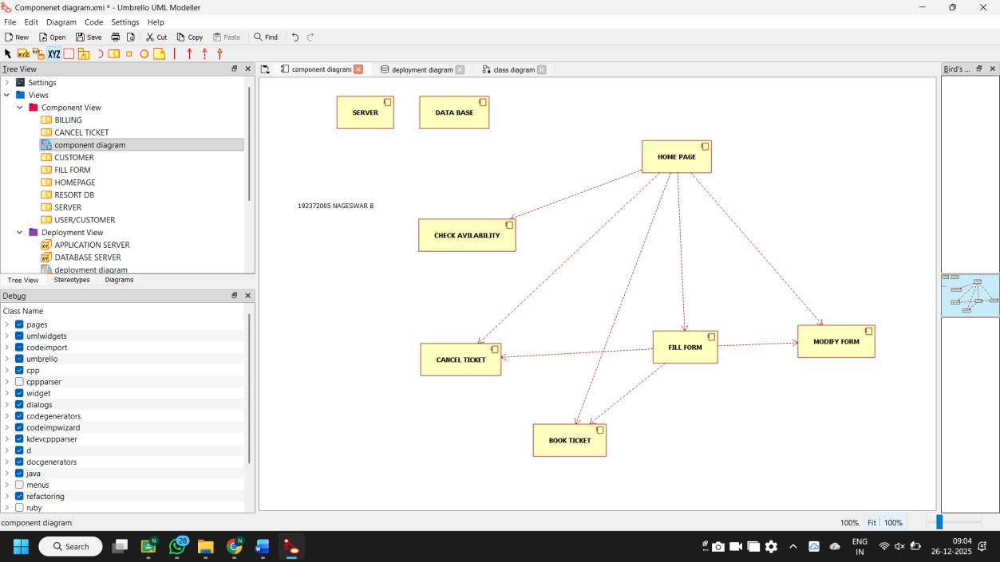 Componenet diagram.xmi * - Umbrello UML Modeller
File Edit Diagram Code Settings Help
New Open Save Cut Copy Paste Find
XYZ XYZ
Tree View
component diagram deployment diagram class diagram
Bird's ...
Settings
Views
Component View
BILLING
CANCEL TICKET
component diagram
CUSTOMER
FILL FORM
HOMEPAGE
RESORT DB
SERVER
USER/CUSTOMER
Deployment View
APPLICATION SERVER
DATABASE SERVER
deployment diagram
Tree View Stereotypes Diagrams
Debug
Class Name
pages
umlwidgets
codeimport
umbrello
cpp
cppparser
widget
dialogs
codegenerators
codeimpwizard
kdevcppparser
d
docgenerators
java
menus
refactoring
ruby
SERVER DATA BASE
HOME PAGE
192372005 NAGESWAR B
CHECK AVILABILITY
CANCEL TICKET
FILL FORM
MODIFY FORM
BOOK TICKET
component diagram
100% Fit 100%
Search
N
28
N
W
ENG
IN
09:04
26-12-2025